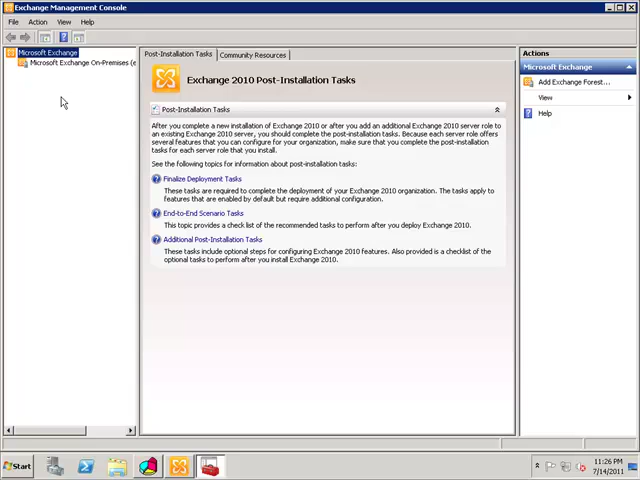 Exchange Management Console
File Action View Help
Microsoft Exchange
Microsoft Exchange On-Premises (e
Post-Installation Tasks
Community Resources
Exchange 2010 Post-Installation Tasks
Post-Installation Tasks
After you complete a new installation of Exchange 2010 or after you add an additional Exchange 2010 server role to
an existing Exchange 2010 server, you should complete the post-installation tasks. Because each server role offers
several features that you can configure for your organization, make sure that you complete the post-installation
tasks for each server role that you install.
See the following topics for information about post-installation tasks:
Finalize Deployment Tasks
These tasks are required to complete the deployment of your Exchange 2010 organization. The tasks apply to
features that are enabled by default but require additional configuration.
End-to-End Scenario Tasks
This topic provides a check list of the recommended tasks to perform after you deploy Exchange 2010.
Additional Post-Installation Tasks
These tasks include optional steps for configuring Exchange 2010 features. Also provided is a checklist of the
optional tasks to perform after you install Exchange 2010.
Actions
Microsoft Exchange
Add Exchange Forest...
View
Help
Start
11:26 PM
7/14/2011